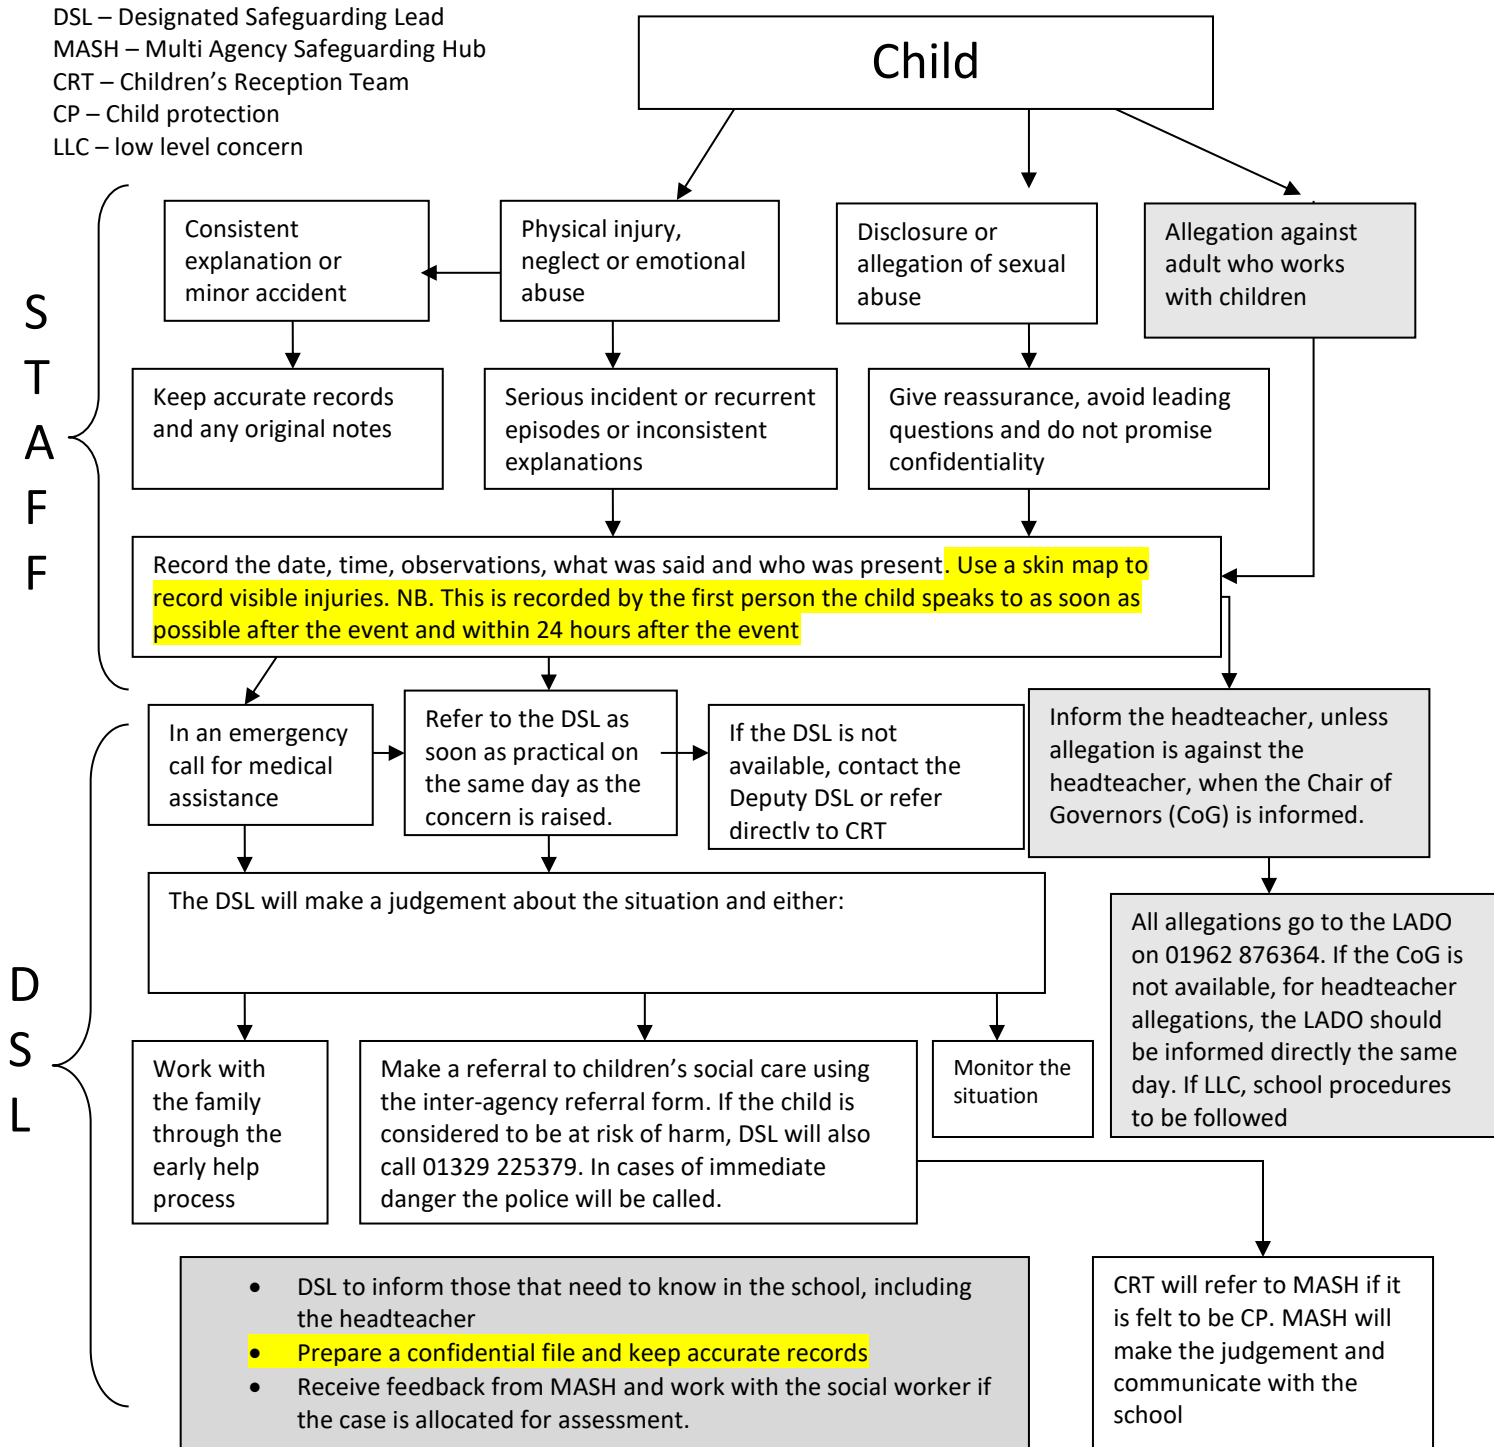 DSL – Designated Safeguarding Lead
MASH – Multi Agency Safeguarding Hub
CRT – Children's Reception Team
CP – Child protection
LLC – low level concern
Child
S
T
A
F
F
Consistent
explanation or
minor accident
Physical injury,
neglect or emotional
abuse
Disclosure or
allegation of sexual
abuse
Allegation against
adult who works
with children
Keep accurate records
and any original notes
Serious incident or recurrent
episodes or inconsistent
explanations
Give reassurance, avoid leading
questions and do not promise
confidentiality
Record the date, time, observations, what was said and who was present. Use a skin map to
record visible injuries. NB. This is recorded by the first person the child speaks to as soon as
possible after the event and within 24 hours after the event
D
S
L
In an emergency
call for medical
assistance
Refer to the DSL as
soon as practical on
the same day as the
concern is raised.
If the DSL is not
available, contact the
Deputy DSL or refer
directly to CRT
Inform the headteacher, unless
allegation is against the
headteacher, when the Chair of
Governors (CoG) is informed.
The DSL will make a judgement about the situation and either:
All allegations go to the LADO
on 01962 876364. If the CoG is
not available, for headteacher
allegations, the LADO should
be informed directly the same
day. If LLC, school procedures
to be followed
Work with
the family
through the
early help
process
Make a referral to children's social care using
the inter-agency referral form. If the child is
considered to be at risk of harm, DSL will also
call 01329 225379. In cases of immediate
danger the police will be called.
Monitor the
situation
• DSL to inform those that need to know in the school, including
the headteacher
• Prepare a confidential file and keep accurate records
• Receive feedback from MASH and work with the social worker if
the case is allocated for assessment.
CRT will refer to MASH if it
is felt to be CP. MASH will
make the judgement and
communicate with the
school